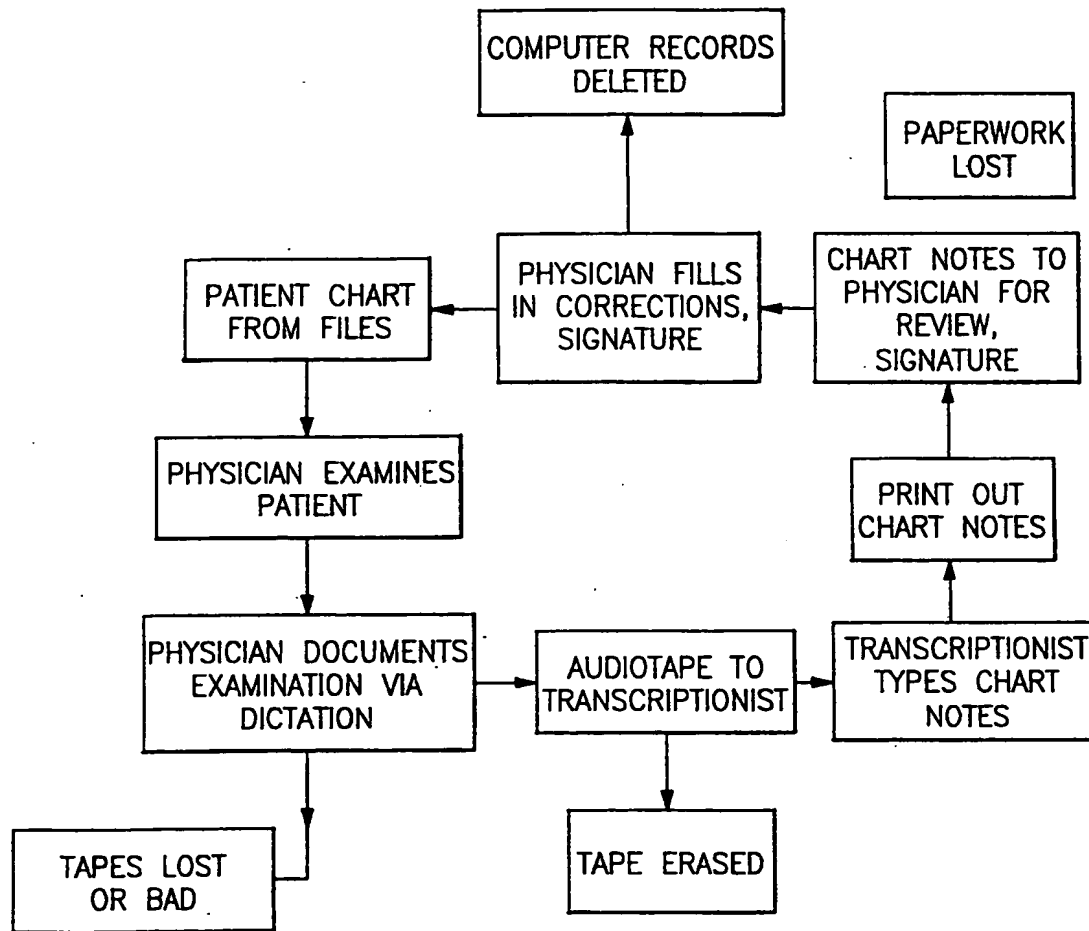 COMPUTER RECORDS
DELETED
PAPERWORK
LOST
PATIENT CHART
FROM FILES
PHYSICIAN FILLS
IN CORRECTIONS,
SIGNATURE
CHART NOTES TO
PHYSICIAN FOR
REVIEW,
SIGNATURE
PHYSICIAN EXAMINES
PATIENT
PRINT OUT
CHART NOTES
PHYSICIAN DOCUMENTS
EXAMINATION VIA
DICTATION
AUDIOTAPE TO
TRANSCRIPTIONIST
TRANSCRIPTIONIST
TYPES CHART
NOTES
TAPES LOST
OR BAD
TAPE ERASED